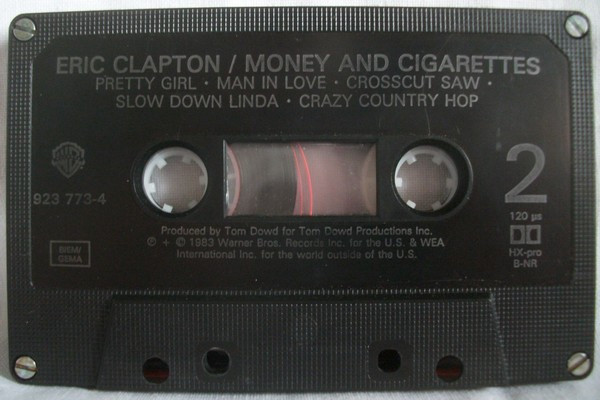 ERIC CLAPTON / MONEY AND CIGARETTES
PRETTY GIRL · MAN IN LOVE · CROSSCUT SAW ·
SLOW DOWN LINDA · CRAZY COUNTRY HOP
923 773-4
2
120 µs
HX-pro
B-NR
BIEM/
GEMA
Produced by Tom Dowd for Tom Dowd Productions Inc.
℗ + © 1983 Warner Bros. Records Inc. for the U.S. & WEA
International Inc. for the world outside of the U.S.